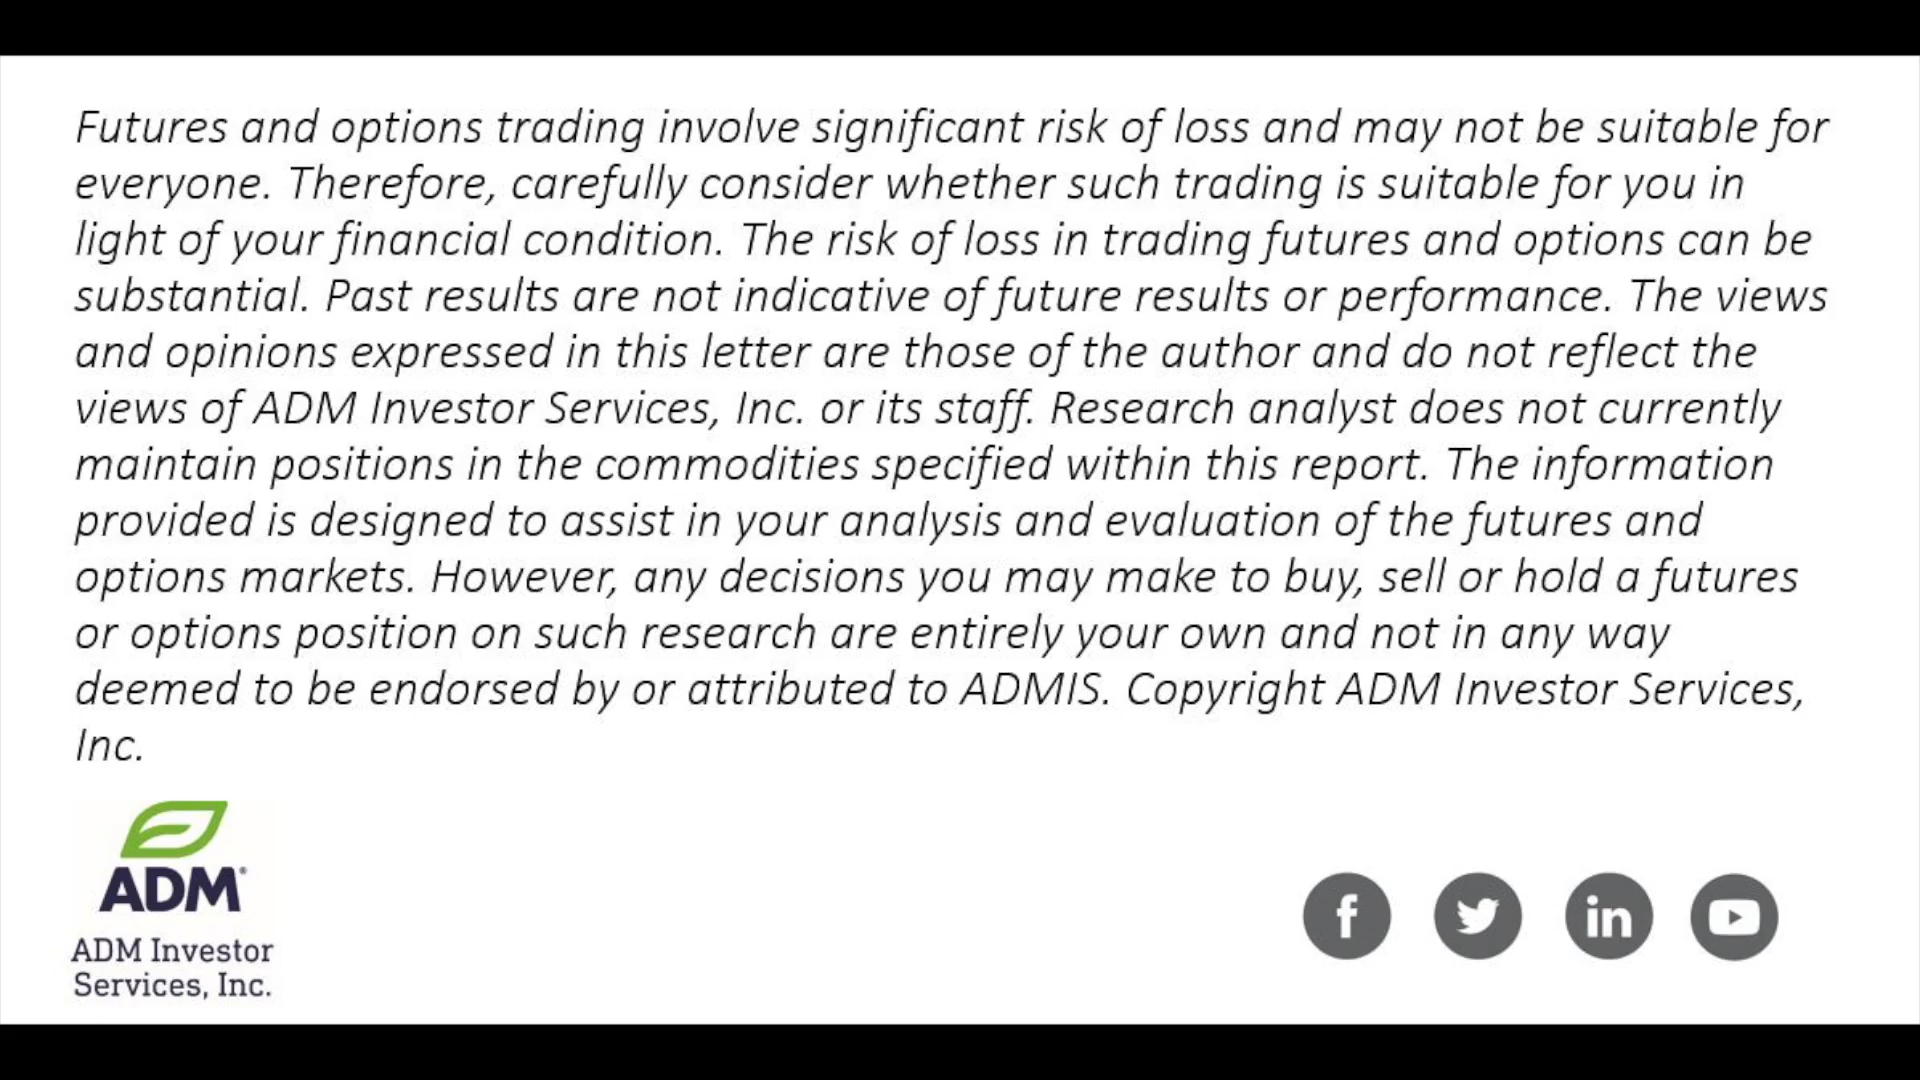 Futures and options trading involve significant risk of loss and may not be suitable for
everyone. Therefore, carefully consider whether such trading is suitable for you in
light of your financial condition. The risk of loss in trading futures and options can be
substantial. Past results are not indicative of future results or performance. The views
and opinions expressed in this letter are those of the author and do not reflect the
views of ADM Investor Services, Inc. or its staff. Research analyst does not currently
maintain positions in the commodities specified within this report. The information
provided is designed to assist in your analysis and evaluation of the futures and
options markets. However, any decisions you may make to buy, sell or hold a futures
or options position on such research are entirely your own and not in any way
deemed to be endorsed by or attributed to ADMIS. Copyright ADM Investor Services,
Inc.
ADM®
ADM Investor
Services, Inc.
f
in